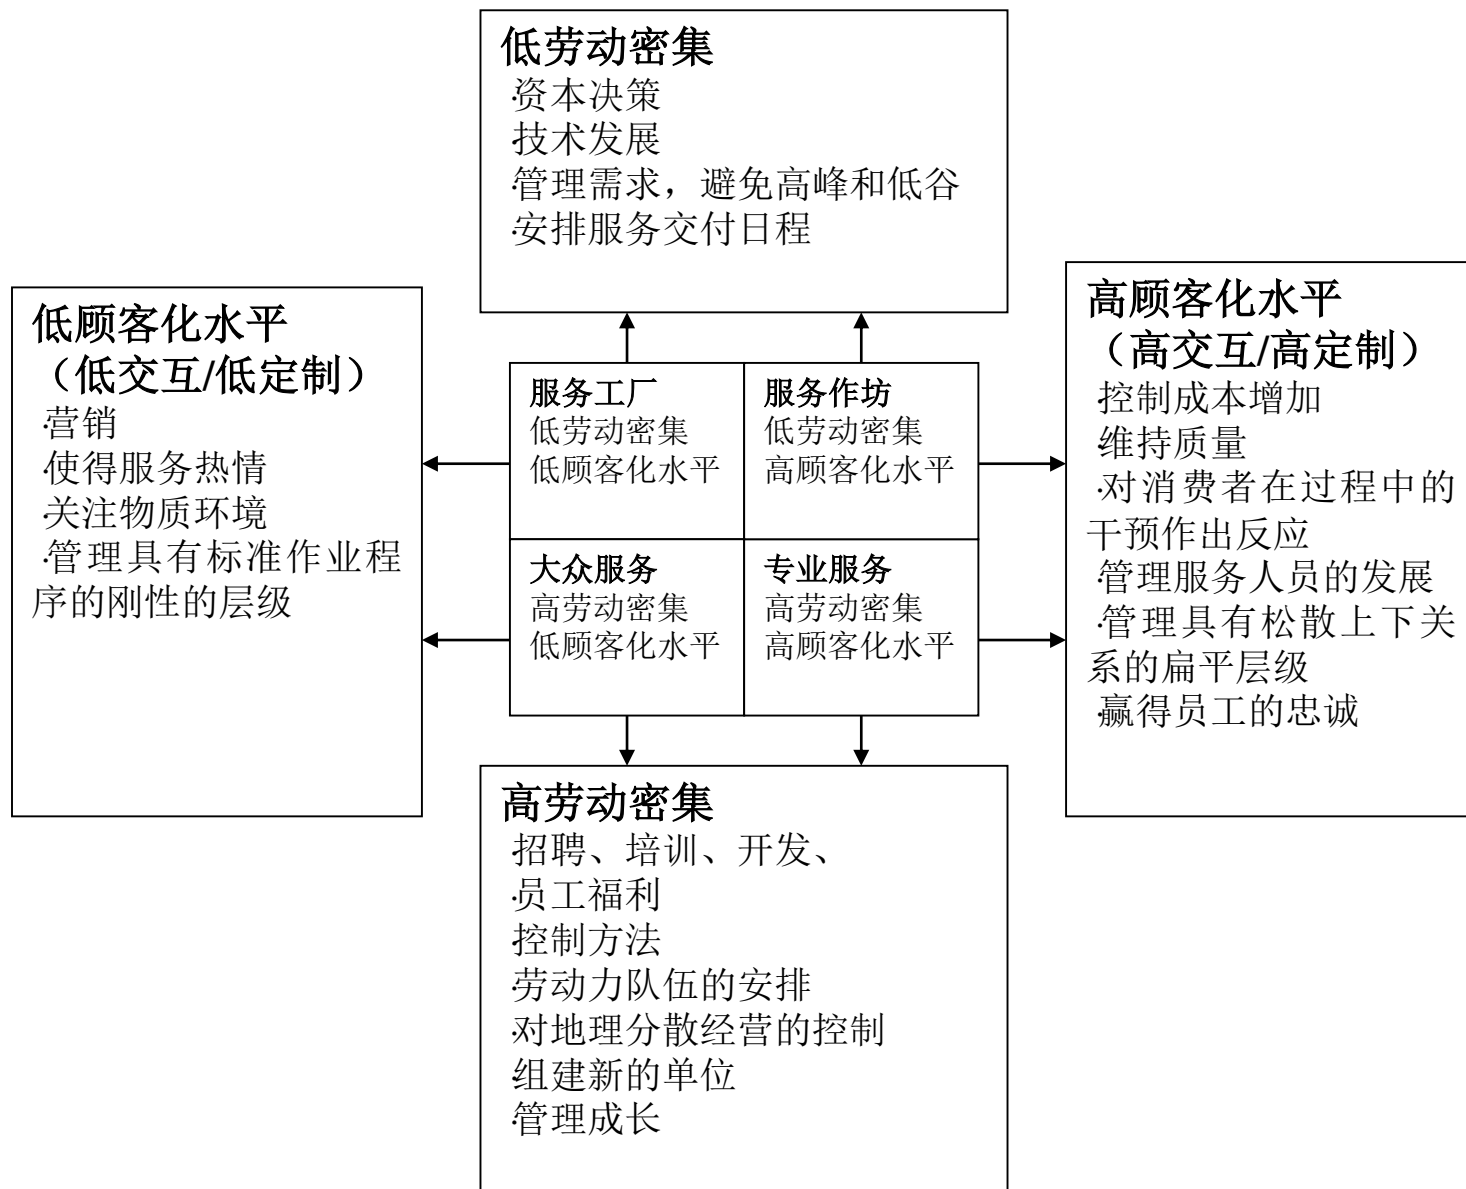 低劳动密集
·资本决策
·技术发展
·管理需求，避免高峰和低谷
·安排服务交付日程
低顾客化水平
（低交互/低定制）
·营销
·使得服务热情
·关注物质环境
·管理具有标准作业程
序的刚性的层级
服务工厂
低劳动密集
低顾客化水平
服务作坊
低劳动密集
高顾客化水平
大众服务
高劳动密集
低顾客化水平
专业服务
高劳动密集
高顾客化水平
高顾客化水平
（高交互/高定制）
·控制成本增加
·维持质量
·对消费者在过程中的
干预作出反应
·管理服务人员的发展
·管理具有松散上下关
系的扁平层级
·赢得员工的忠诚
高劳动密集
·招聘、培训、开发、
·员工福利
·控制方法
·劳动力队伍的安排
·对地理分散经营的控制
·组建新的单位
·管理成长